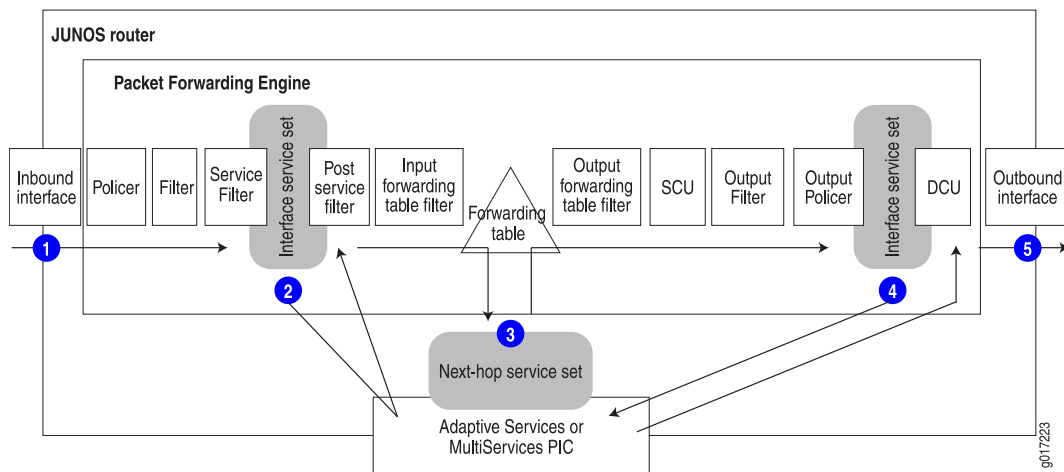 JUNOS router
Packet Forwarding Engine
Inbound
interface
Policer
Filter
Service
Filter
Interface service set
Post
service
filter
Input
forwarding
table filter
Forwarding
table
Output
forwarding
table filter
SCU
Output
Filter
Output
Policer
Interface service set
DCU
Outbound
interface
1
2
3
4
5
Next-hop service set
Adaptive Services or
MultiServices PIC
g017223